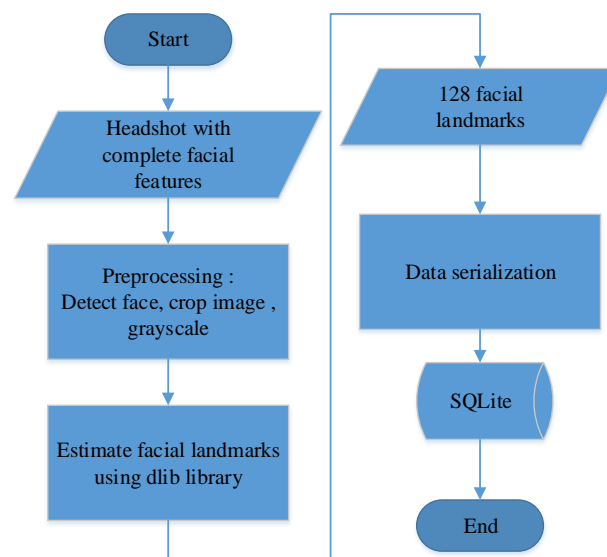 Start
Headshot with
complete facial
features
Preprocessing :
Detect face, crop image ,
grayscale
Estimate facial landmarks
using dlib library
128 facial
landmarks
Data serialization
SQLite
End